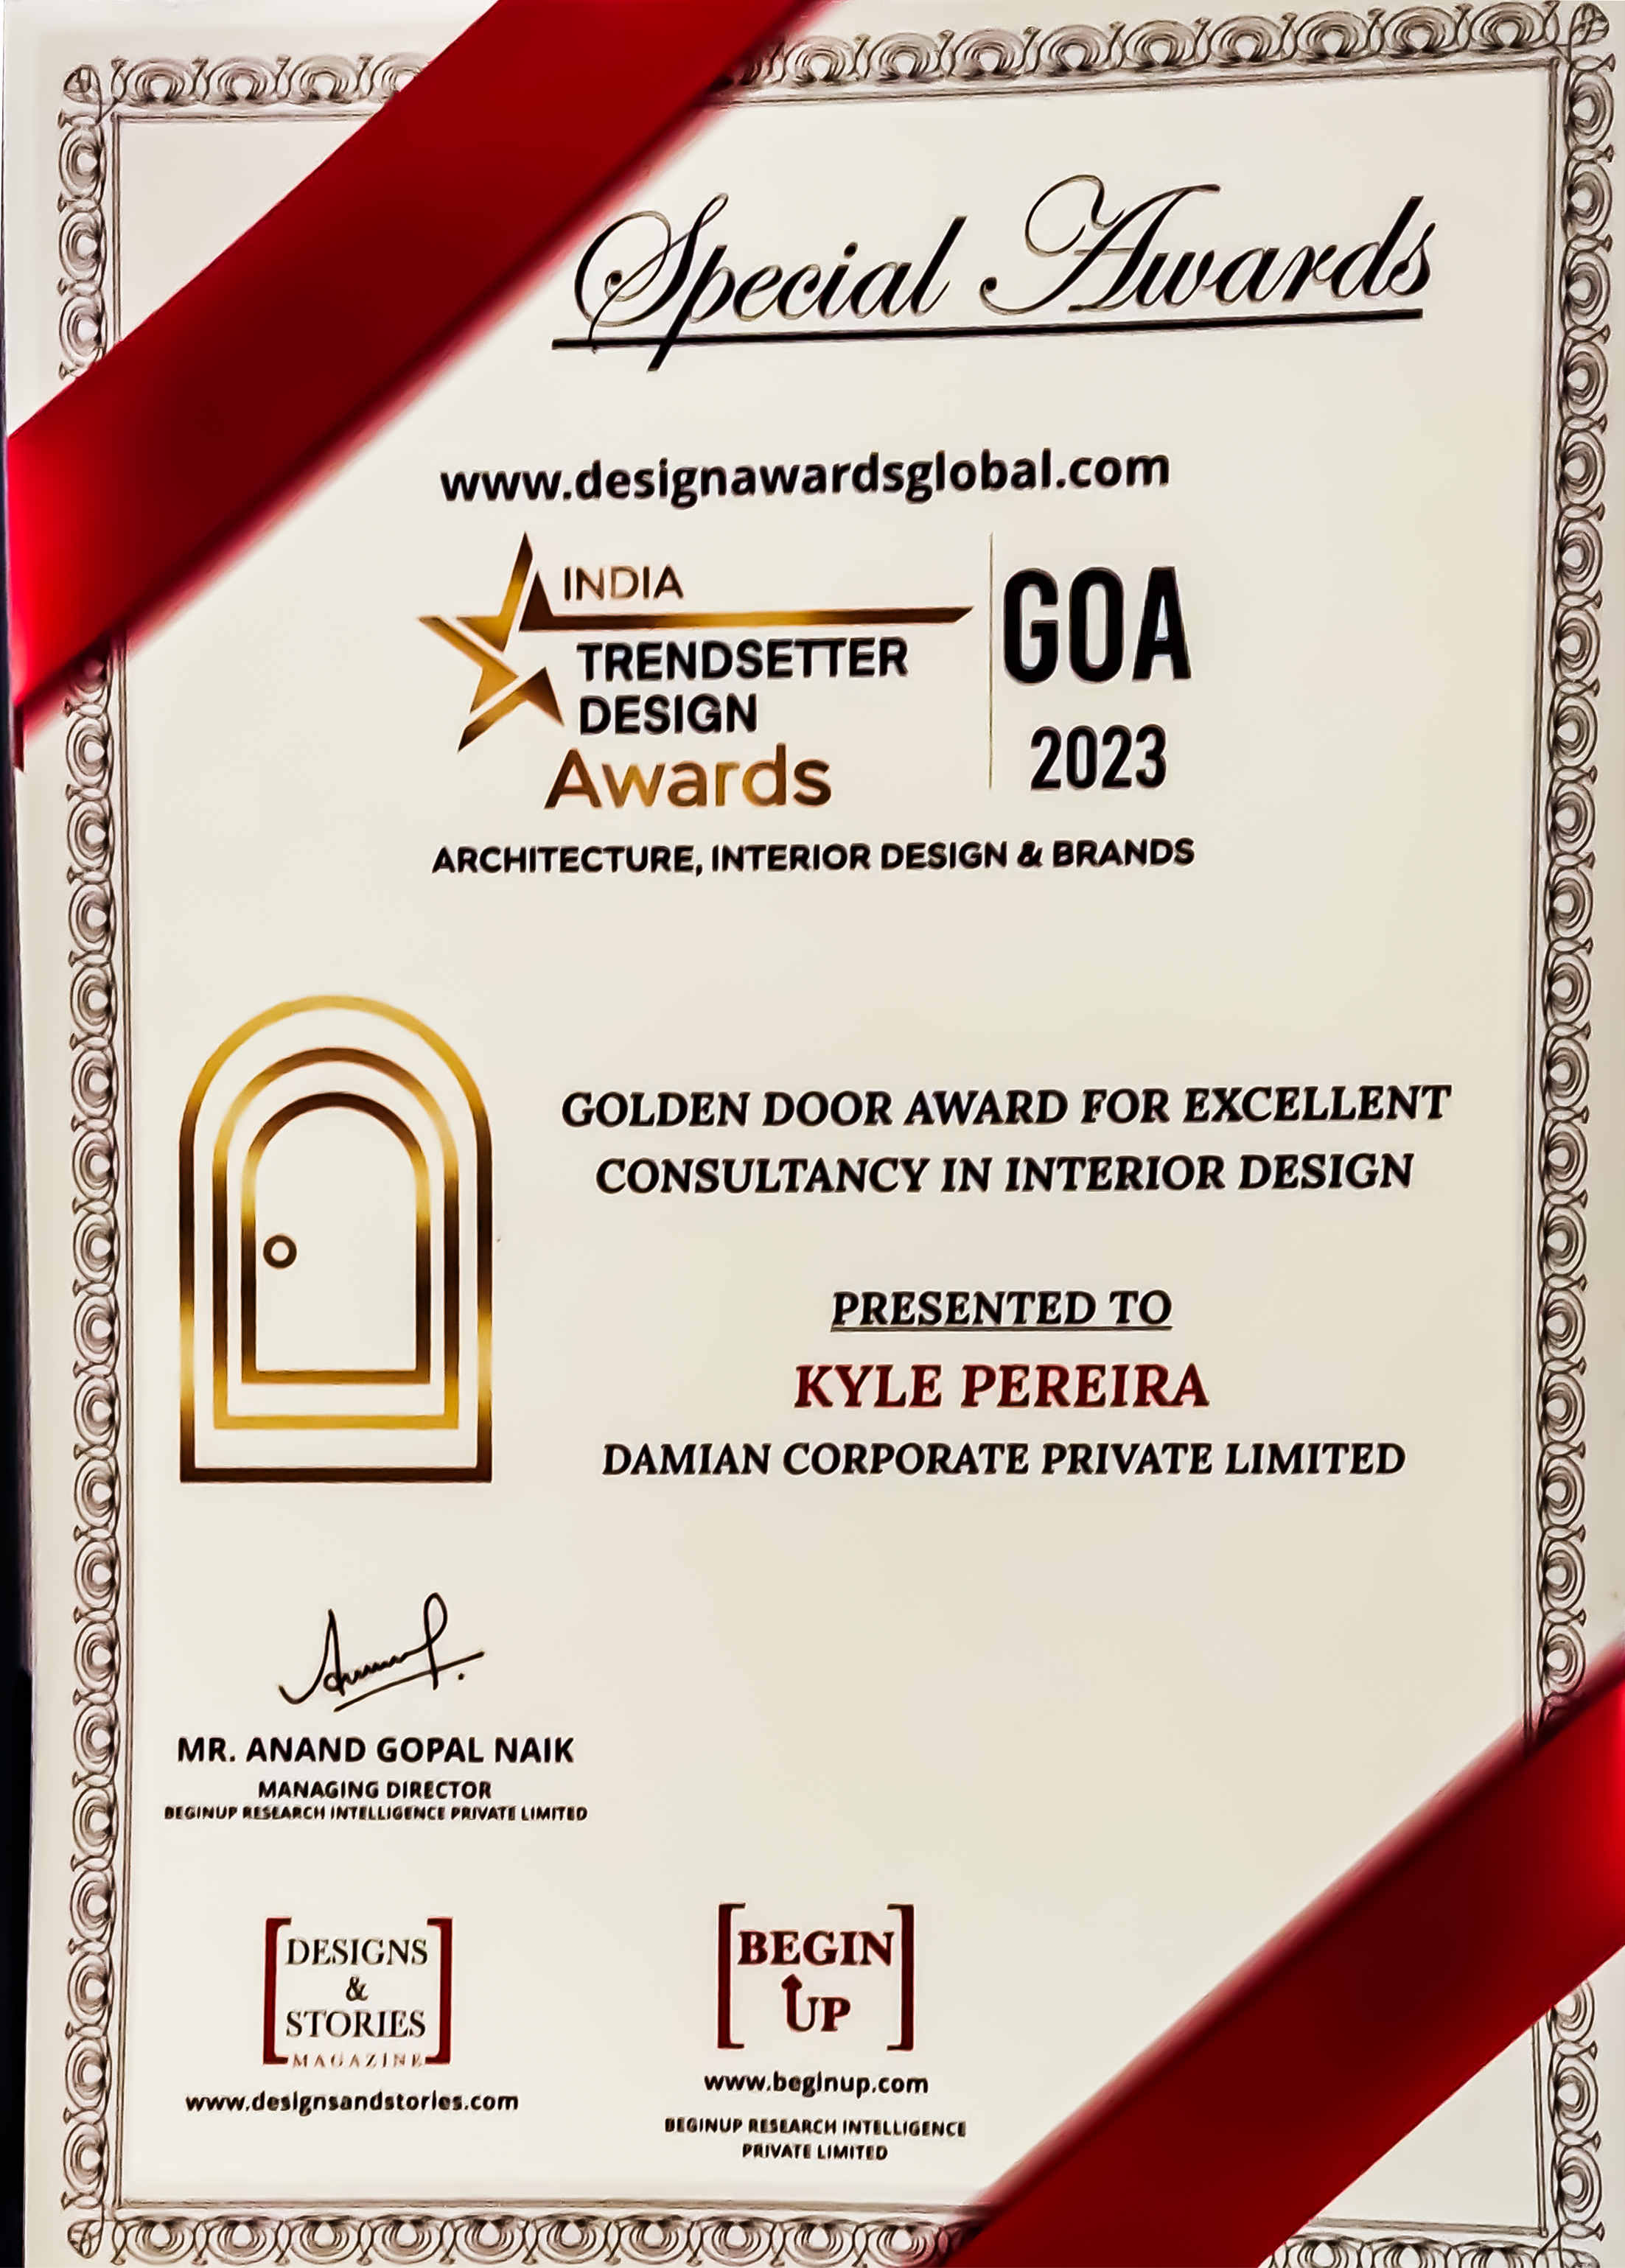 Special Awards
www.designawardsglobal.com
INDIA
TRENDSETTER
DESIGN
Awards
GOA
2023
ARCHITECTURE, INTERIOR DESIGN & BRANDS
GOLDEN DOOR AWARD FOR EXCELLENT
CONSULTANCY IN INTERIOR DESIGN
PRESENTED TO
KYLE PEREIRA
DAMIAN CORPORATE PRIVATE LIMITED
MR. ANAND GOPAL NAIK
MANAGING DIRECTOR
BEGINUP RESEARCH INTELLIGENCE PRIVATE LIMITED
DESIGNS
&
STORIES
MAGAZINE
www.designsandstories.com
BEGIN
UP
www.beginup.com
BEGINUP RESEARCH INTELLIGENCE
PRIVATE LIMITED